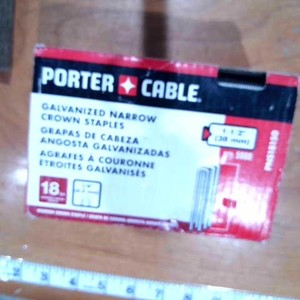 PORTER CABLE
GALVANIZED NARROW
CROWN STAPLES
GRAPAS DE CABEZA
ANGOSTA GALVANIZADAS
AGRAFES À COURONNE
ÉTROITES GALVANISÉS
1 1/2"
(38 mm)
PNS18150
18